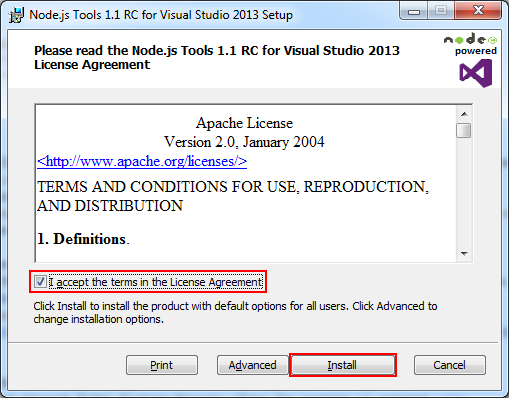 Node.js Tools 1.1 RC for Visual Studio 2013 Setup
Please read the Node.js Tools 1.1 RC for Visual Studio 2013
License Agreement
node
powered
Apache License
Version 2.0, January 2004
<http://www.apache.org/licenses/>
TERMS AND CONDITIONS FOR USE, REPRODUCTION,
AND DISTRIBUTION
1. Definitions.
I accept the terms in the License Agreement
Click Install to install the product with default options for all users. Click Advanced to
change installation options.
Print
Advanced
Install
Cancel